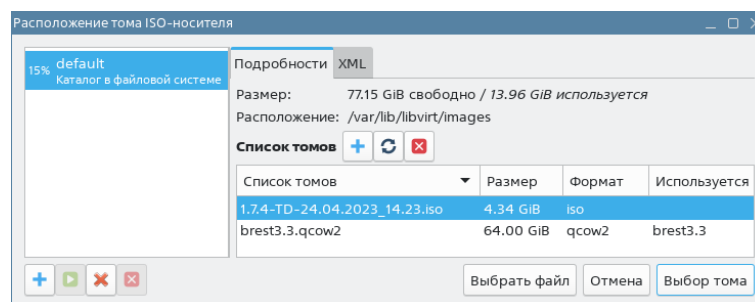 Расположение тома ISO-носителя
15% default
Каталог в файловой системе
Подробности XML
Размер: 77.15 GiB свободно / 13.96 GiB используется
Расположение: /var/lib/libvirt/images
Список томов
Список томов Размер Формат Используется
1.7.4-TD-24.04.2023_14.23.iso 4.34 GiB iso
brest3.3.qcow2 64.00 GiB qcow2 brest3.3
Выбрать файл Отмена Выбор тома